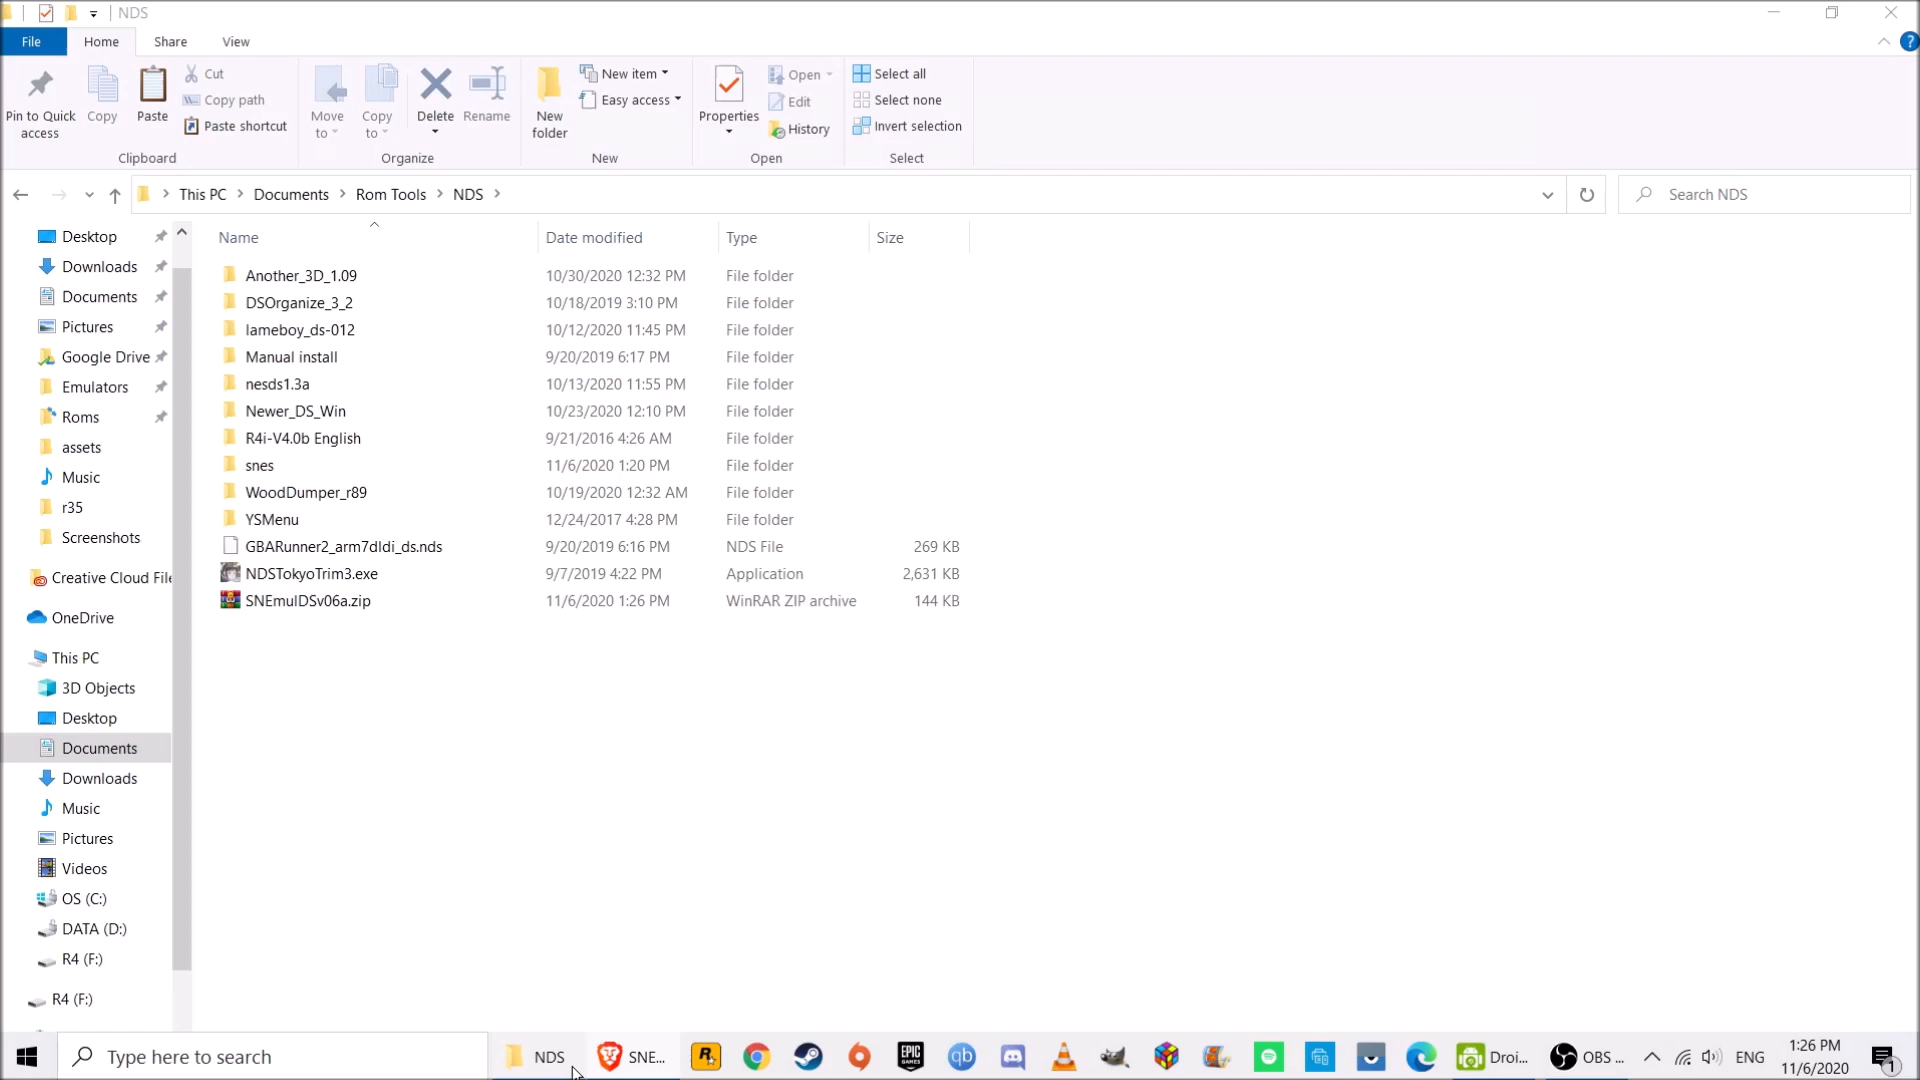 NDS
File Home Share View
Pin to Quick access
Copy
Paste
Cut
Copy path
Paste shortcut
Clipboard
Move to
Copy to
Delete
Rename
Organize
New folder
New item
Easy access
New
Properties
Open
Edit
History
Open
Select all
Select none
Invert selection
Select
This PC > Documents > Rom Tools > NDS >
Search NDS
Desktop
Downloads
Documents
Pictures
Google Drive
Emulators
Roms
assets
Music
r35
Screenshots
Creative Cloud File
OneDrive
This PC
3D Objects
Desktop
Documents
Downloads
Music
Pictures
Videos
OS (C:)
DATA (D:)
R4 (F:)
R4 (F:)
Name Date modified Type Size
Another_3D_1.09 10/30/2020 12:32 PM File folder
DSOrganize_3_2 10/18/2019 3:10 PM File folder
lameboy_ds-012 10/12/2020 11:45 PM File folder
Manual install 9/20/2019 6:17 PM File folder
nesds1.3a 10/13/2020 11:55 PM File folder
Newer_DS_Win 10/23/2020 12:10 PM File folder
R4i-V4.0b English 9/21/2016 4:26 AM File folder
snes 11/6/2020 1:20 PM File folder
WoodDumper_r89 10/19/2020 12:32 AM File folder
YSMenu 12/24/2017 4:28 PM File folder
GBARunner2_arm7dldi_ds.nds 9/20/2019 6:16 PM NDS File 269 KB
NDSTokyoTrim3.exe 9/7/2019 4:22 PM Application 2,631 KB
SNEmulDSv06a.zip 11/6/2020 1:26 PM WinRAR ZIP archive 144 KB
Type here to search
NDS
SNE...
R
EPIC GAMES
qb
Droi...
OBS ...
ENG
1:26 PM
11/6/2020
1